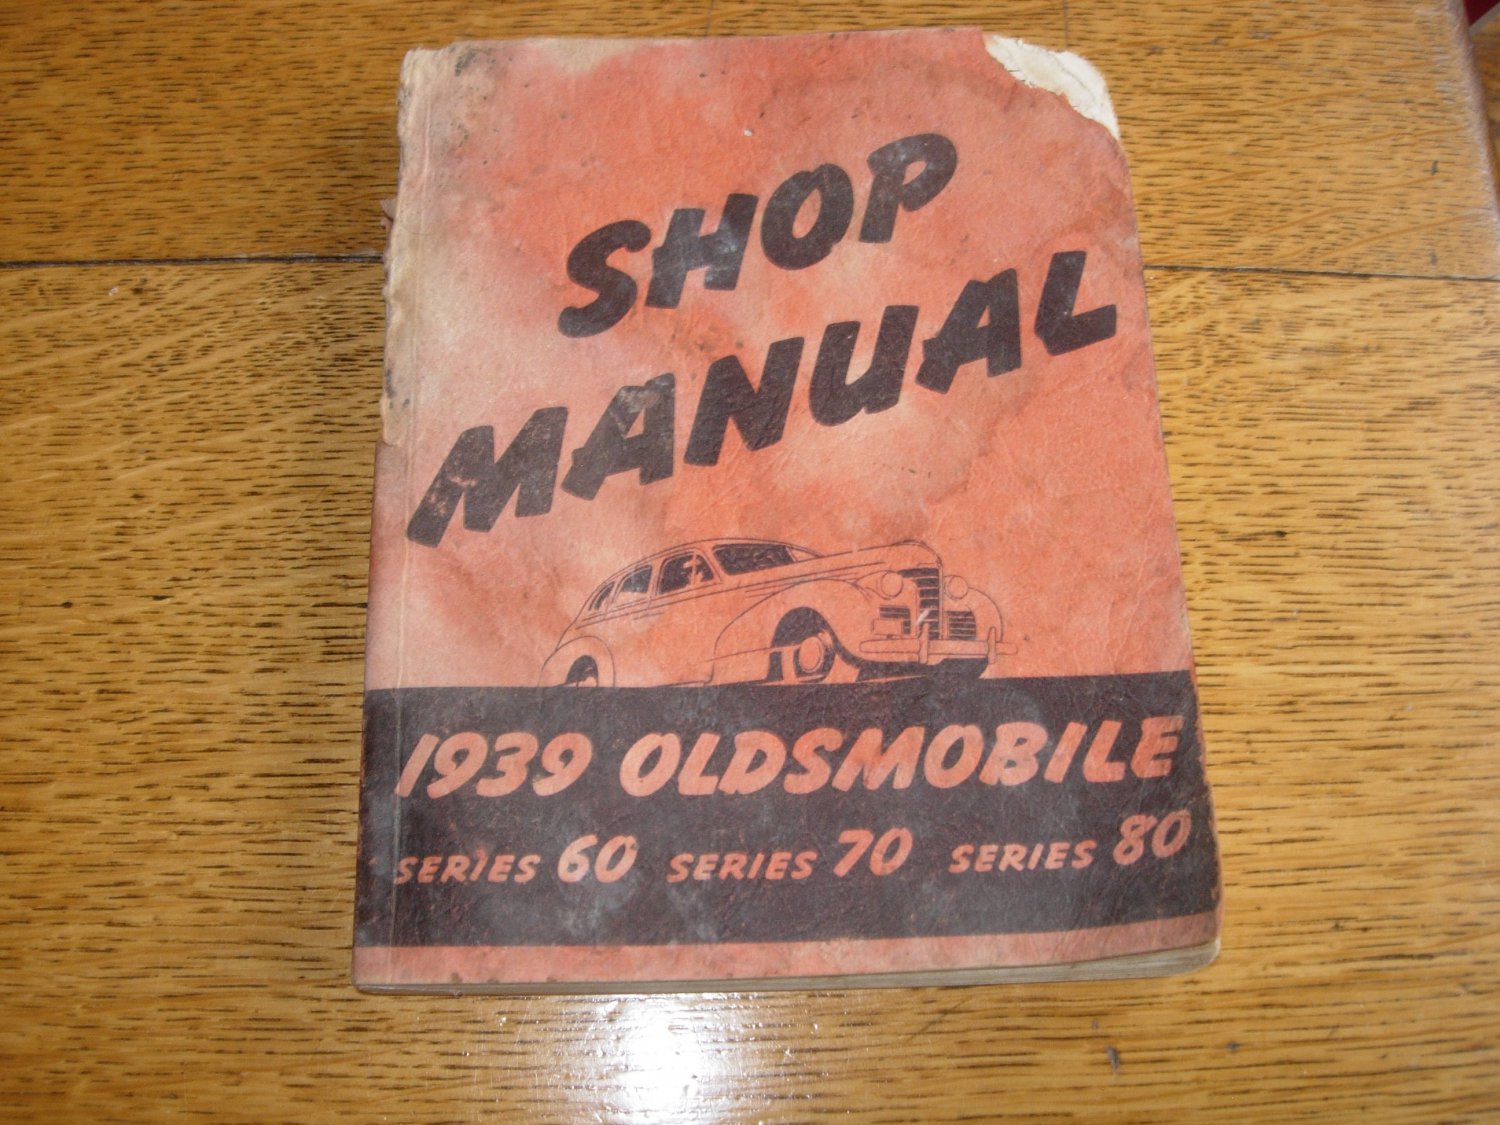 SHOP
MANUAL
1939 OLDSMOBILE
SERIES 60 SERIES 70 SERIES 80